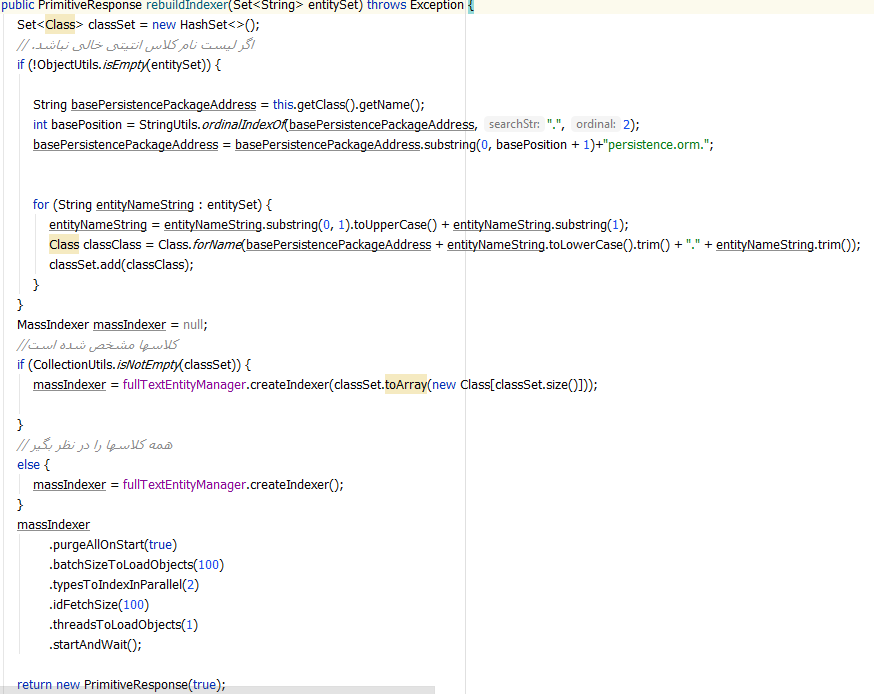 public PrimitiveResponse rebuildIndexer(Set<String> entitySet) throws Exception {
Set<Class> classSet = new HashSet<>();
// اگر لیست نام کلاس انتیتی خالی نباشد.
if (!ObjectUtils.isEmpty(entitySet)) {
String basePersistencePackageAddress = this.getClass().getName();
int basePosition = StringUtils.ordinalIndexOf(basePersistencePackageAddress, searchStr: ".", ordinal: 2);
basePersistencePackageAddress = basePersistencePackageAddress.substring(0, basePosition + 1)+"persistence.orm.";
for (String entityNameString : entitySet) {
entityNameString = entityNameString.substring(0, 1).toUpperCase() + entityNameString.substring(1);
Class classClass = Class.forName(basePersistencePackageAddress + entityNameString.toLowerCase().trim() + "." + entityNameString.trim());
classSet.add(classClass);
}
}
MassIndexer massIndexer = null;
//کلاسها مشخص شده است
if (CollectionUtils.isNotEmpty(classSet)) {
massIndexer = fullTextEntityManager.createIndexer(classSet.toArray(new Class[classSet.size()]));
}
// همه کلاسها را در نظر بگیر
else {
massIndexer = fullTextEntityManager.createIndexer();
}
massIndexer
.purgeAllOnStart(true)
.batchSizeToLoadObjects(100)
.typesToIndexInParallel(2)
.idFetchSize(100)
.threadsToLoadObjects(1)
.startAndWait();
return new PrimitiveResponse(true);